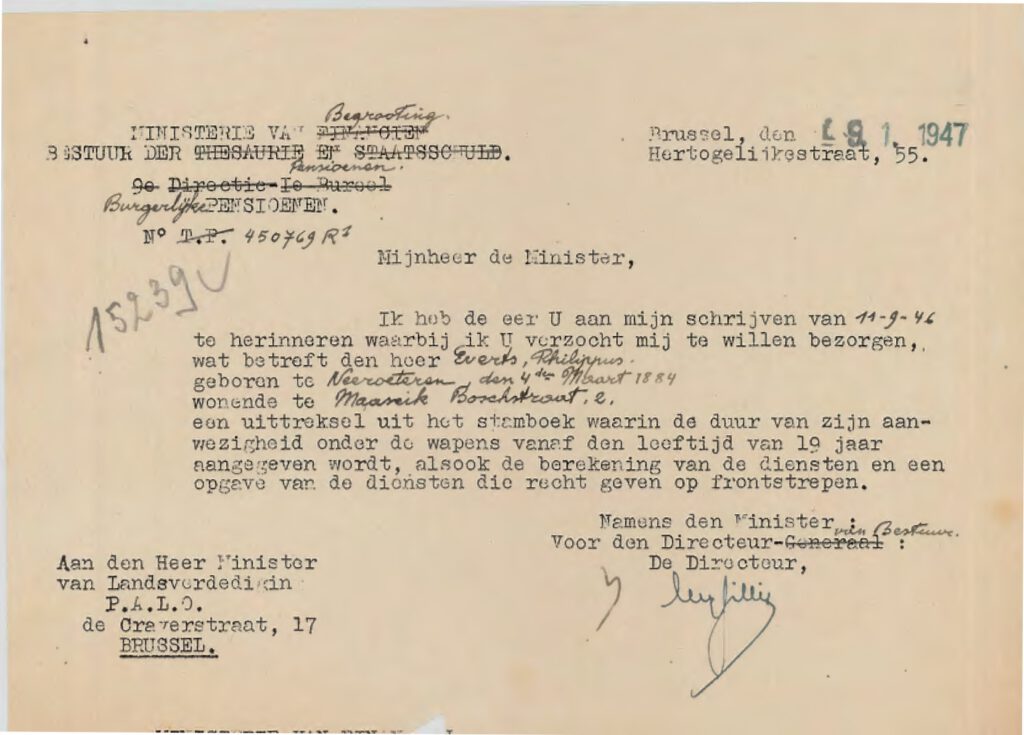 Begrooting.
MINISTERIE VAN FINANCIEN
BESTUUR DER THESAURIE EN STAATSSCHULD.
Pensioenen.
9e Directie-Ie Bureel
Burgerlijke PENSIOENEN.
N° T.P. 450769 R1
15239
Brussel, den 9. 1. 1947
Hertogelijkestraat, 55.
Mijnheer de Minister,
Ik heb de eer U aan mijn schrijven van 11-9-46
te herinneren waarbij ik U verzocht mij te willen bezorgen,
wat betreft den heer Everts, Philippus.
geboren te Neeroeteren, den 4den Maart 1884
wonende te Maaseik Boschstraat, 2.
een uittreksel uit het stamboek waarin de duur van zijn aan-
wezigheid onder de wapens vanaf den leeftijd van 19 jaar
aangegeven wordt, alsook de berekening van de diensten en een
opgave van de diensten die recht geven op frontstrepen.
Namens den Minister :
van Bestuur.
Voor den Directeur-Generaal :
De Directeur,
Aan den Heer Minister
van Landsverdedigin
P.A.L.O.
de Crayerstraat, 17
BRUSSEL.